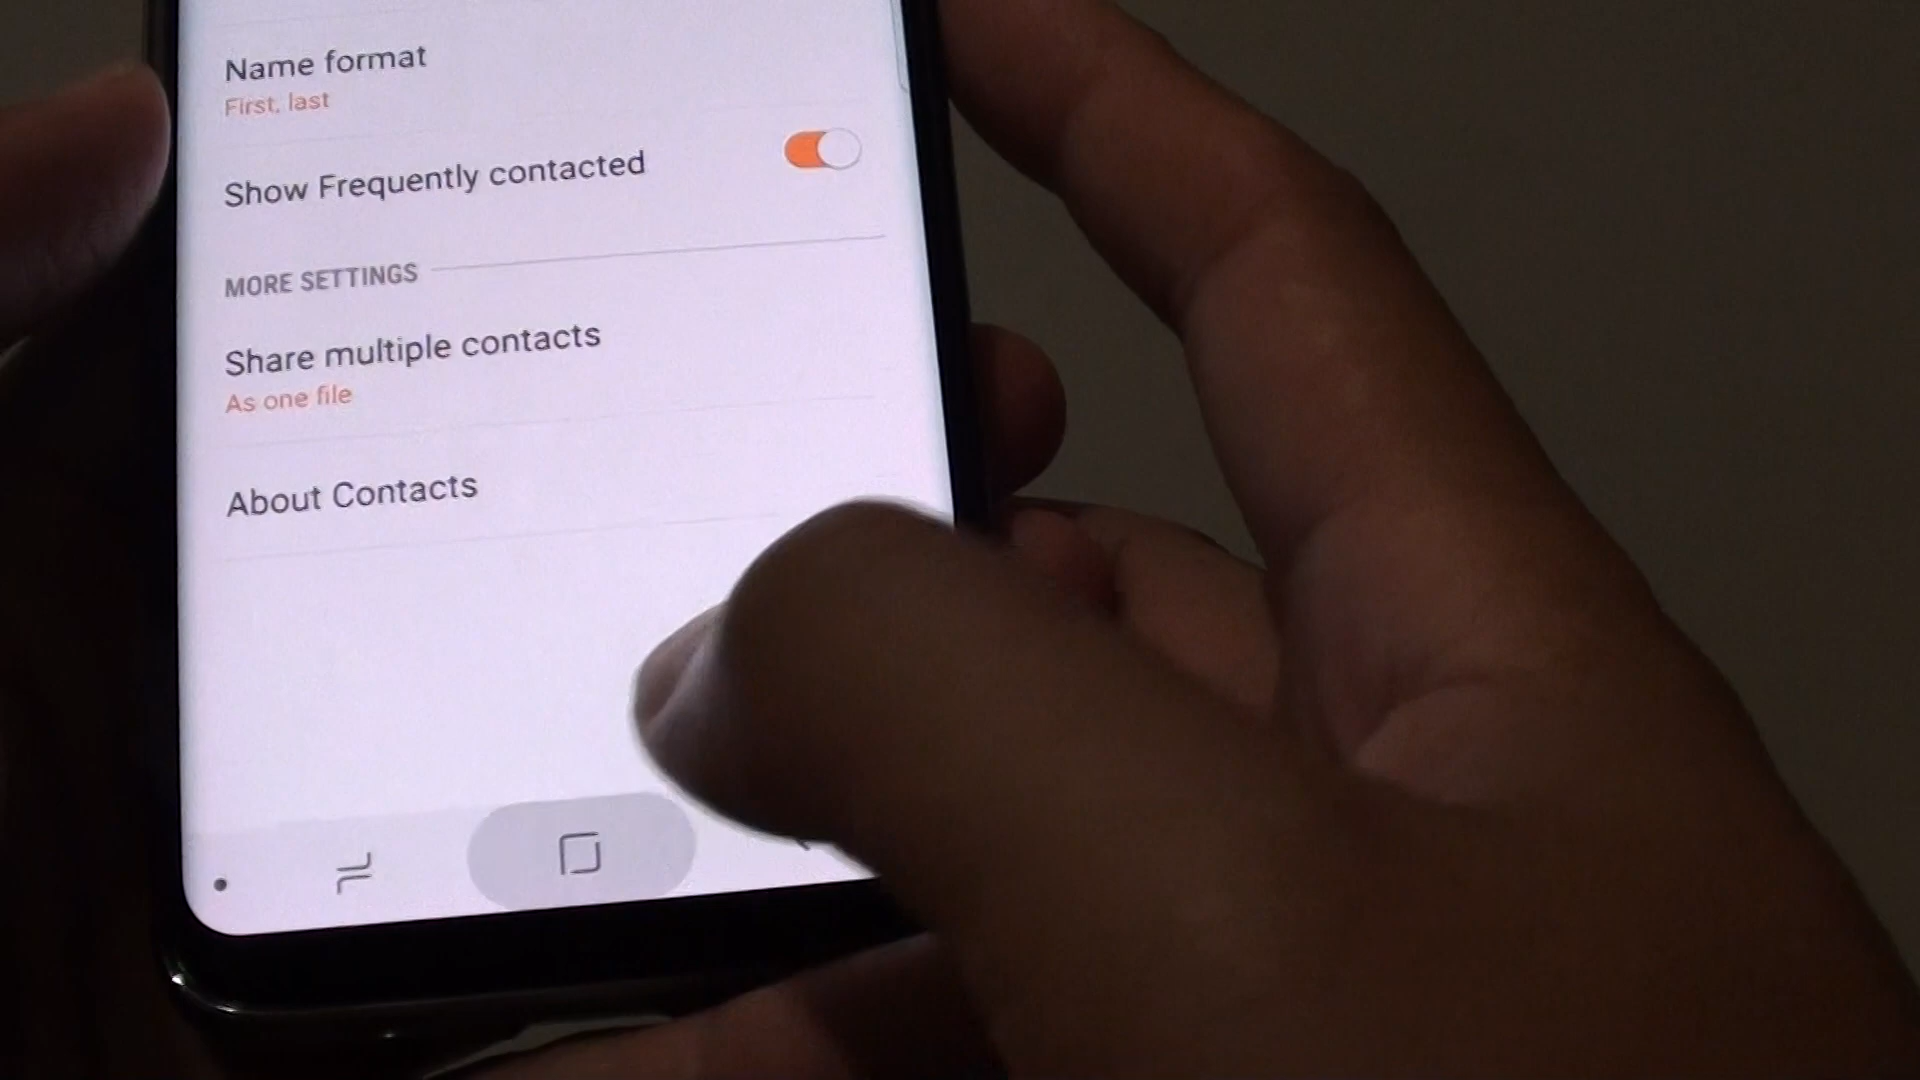 Name format
First, last
Show Frequently contacted
MORE SETTINGS
Share multiple contacts
As one file
About Contacts